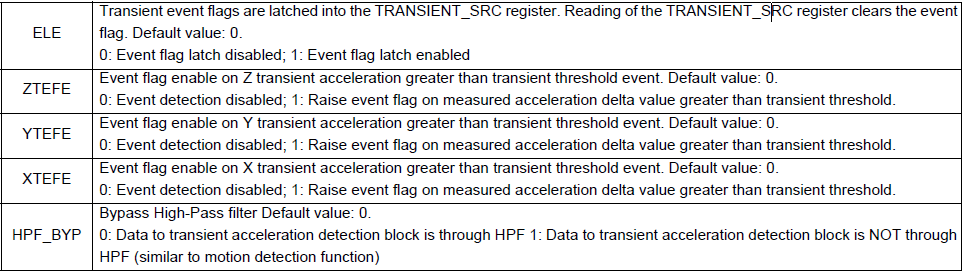 Transient event flags are latched into the TRANSIENT_SRC register. Reading of the TRANSIENT_SRC register clears the event
ELE
flag. Default value: 0.
0: Event flag latch disabled; 1: Event flag latch enabled
Event flag enable on Z transient acceleration greater than transient threshold event. Default value: 0.
ZTEFE
0: Event detection disabled; 1: Raise event flag on measured acceleration delta value greater than transient threshold.
Event flag enable on Y transient acceleration greater than transient threshold event. Default value: 0.
YTEFE
0: Event detection disabled; 1: Raise event flag on measured acceleration delta value greater than transient threshold.
Event flag enable on X transient acceleration greater than transient threshold event. Default value: 0.
XTEFE
0: Event detection disabled; 1: Raise event flag on measured acceleration delta value greater than transient threshold.
Bypass High-Pass filter Default value: 0.
HPF_BYP
0: Data to transient acceleration detection block is through HPF 1: Data to transient acceleration detection block is NOT through
HPF (similar to motion detection function)